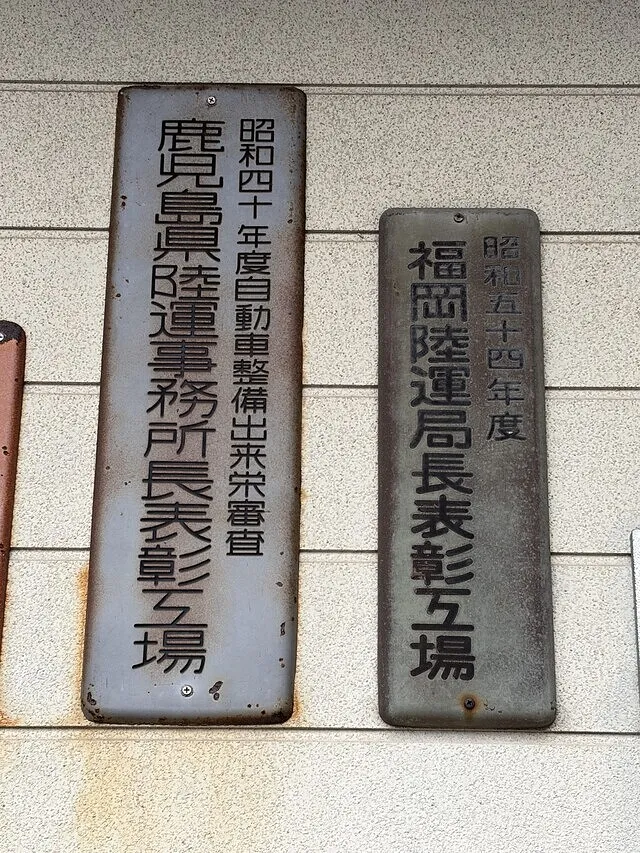 昭和五十四年度
福岡陸運局長表彰工場
昭和四十年度自動車整備出来栄審査
鹿児島県陸運事務所長表彰工場